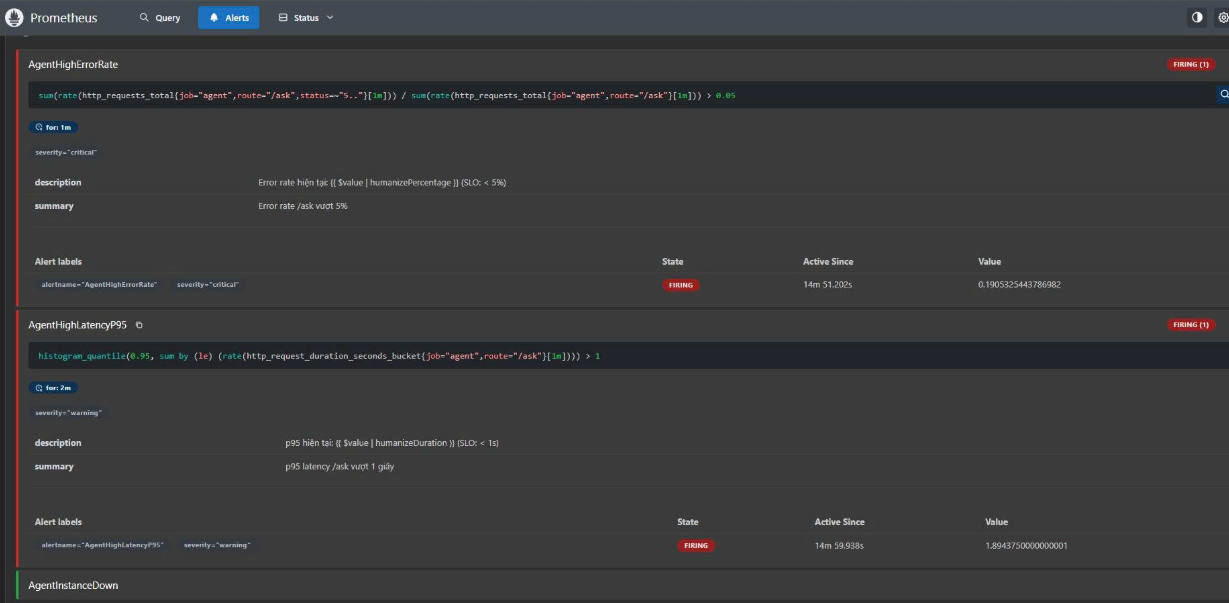 Prometheus
Query
Alerts
Status
AgentHighErrorRate
FIRING (1)
sum(rate(http_requests_total{job="agent",route="/ask",status=~"5.."}[1m])) / sum(rate(http_requests_total{job="agent",route="/ask"}[1m])) > 0.05
for: 1m
severity="critical"
description Error rate hiện tại: {{ $value | humanizePercentage }} (SLO: < 5%)
summary Error rate /ask vượt 5%
Alert labels State Active Since Value
alertname="AgentHighErrorRate" severity="critical" FIRING 14m 51.202s 0.1905325443786982
AgentHighLatencyP95
FIRING (1)
histogram_quantile(0.95, sum by (le) (rate(http_request_duration_seconds_bucket{job="agent",route="/ask"}[1m]))) > 1
for: 2m
severity="warning"
description p95 hiện tại: {{ $value | humanizeDuration }} (SLO: < 1s)
summary p95 latency /ask vượt 1 giây
Alert labels State Active Since Value
alertname="AgentHighLatencyP95" severity="warning" FIRING 14m 59.938s 1.8943750000000001
AgentInstanceDown